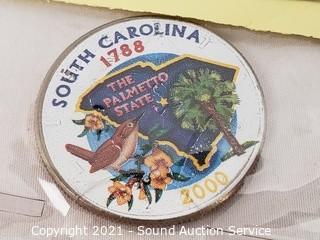 SOUTH CAROLINA
1788
THE
PALMETTO
STATE
2000
Copyright 2021 - Sound Auction Service